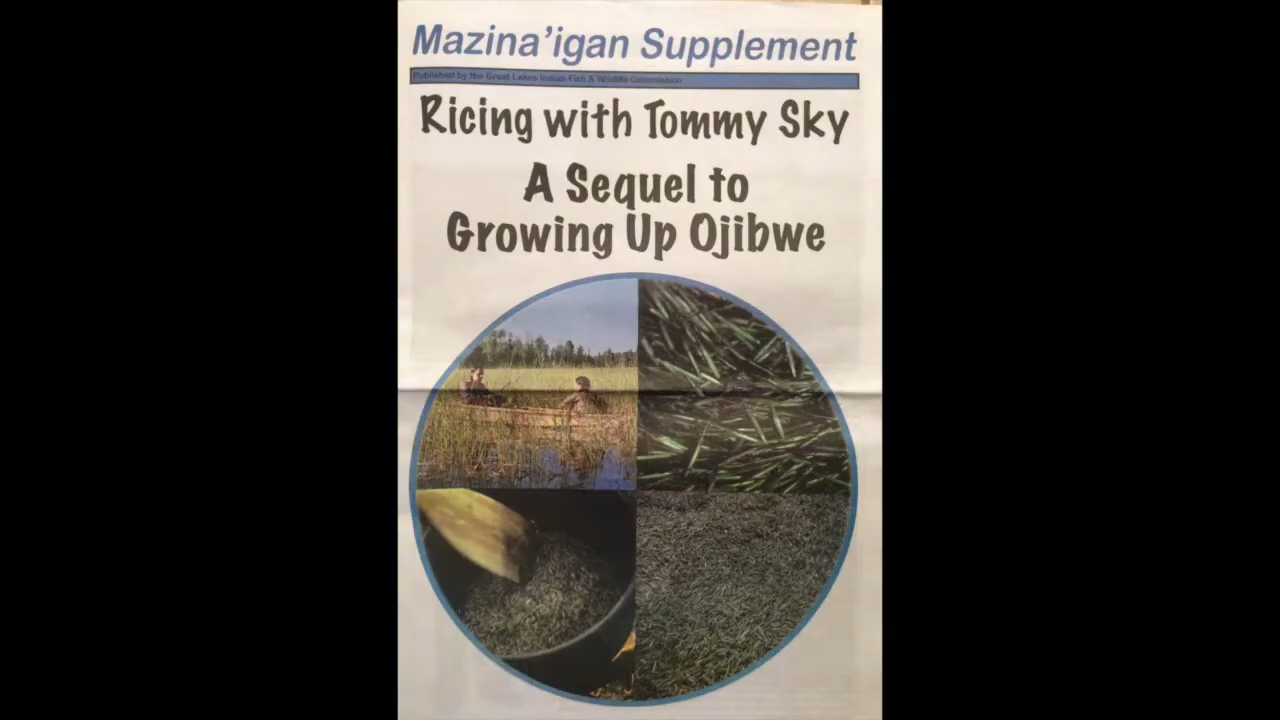 Mazina'igan Supplement
Published by the Great Lakes Indian Fish & Wildlife Commission
Ricing with Tommy Sky
A Sequel to
Growing Up Ojibwe